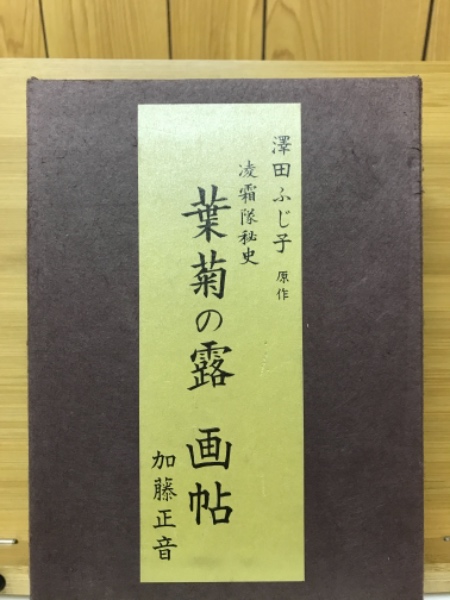 澤田ふじ子 原作
凌霜隊秘史
葉菊の露 画帖
加藤正音